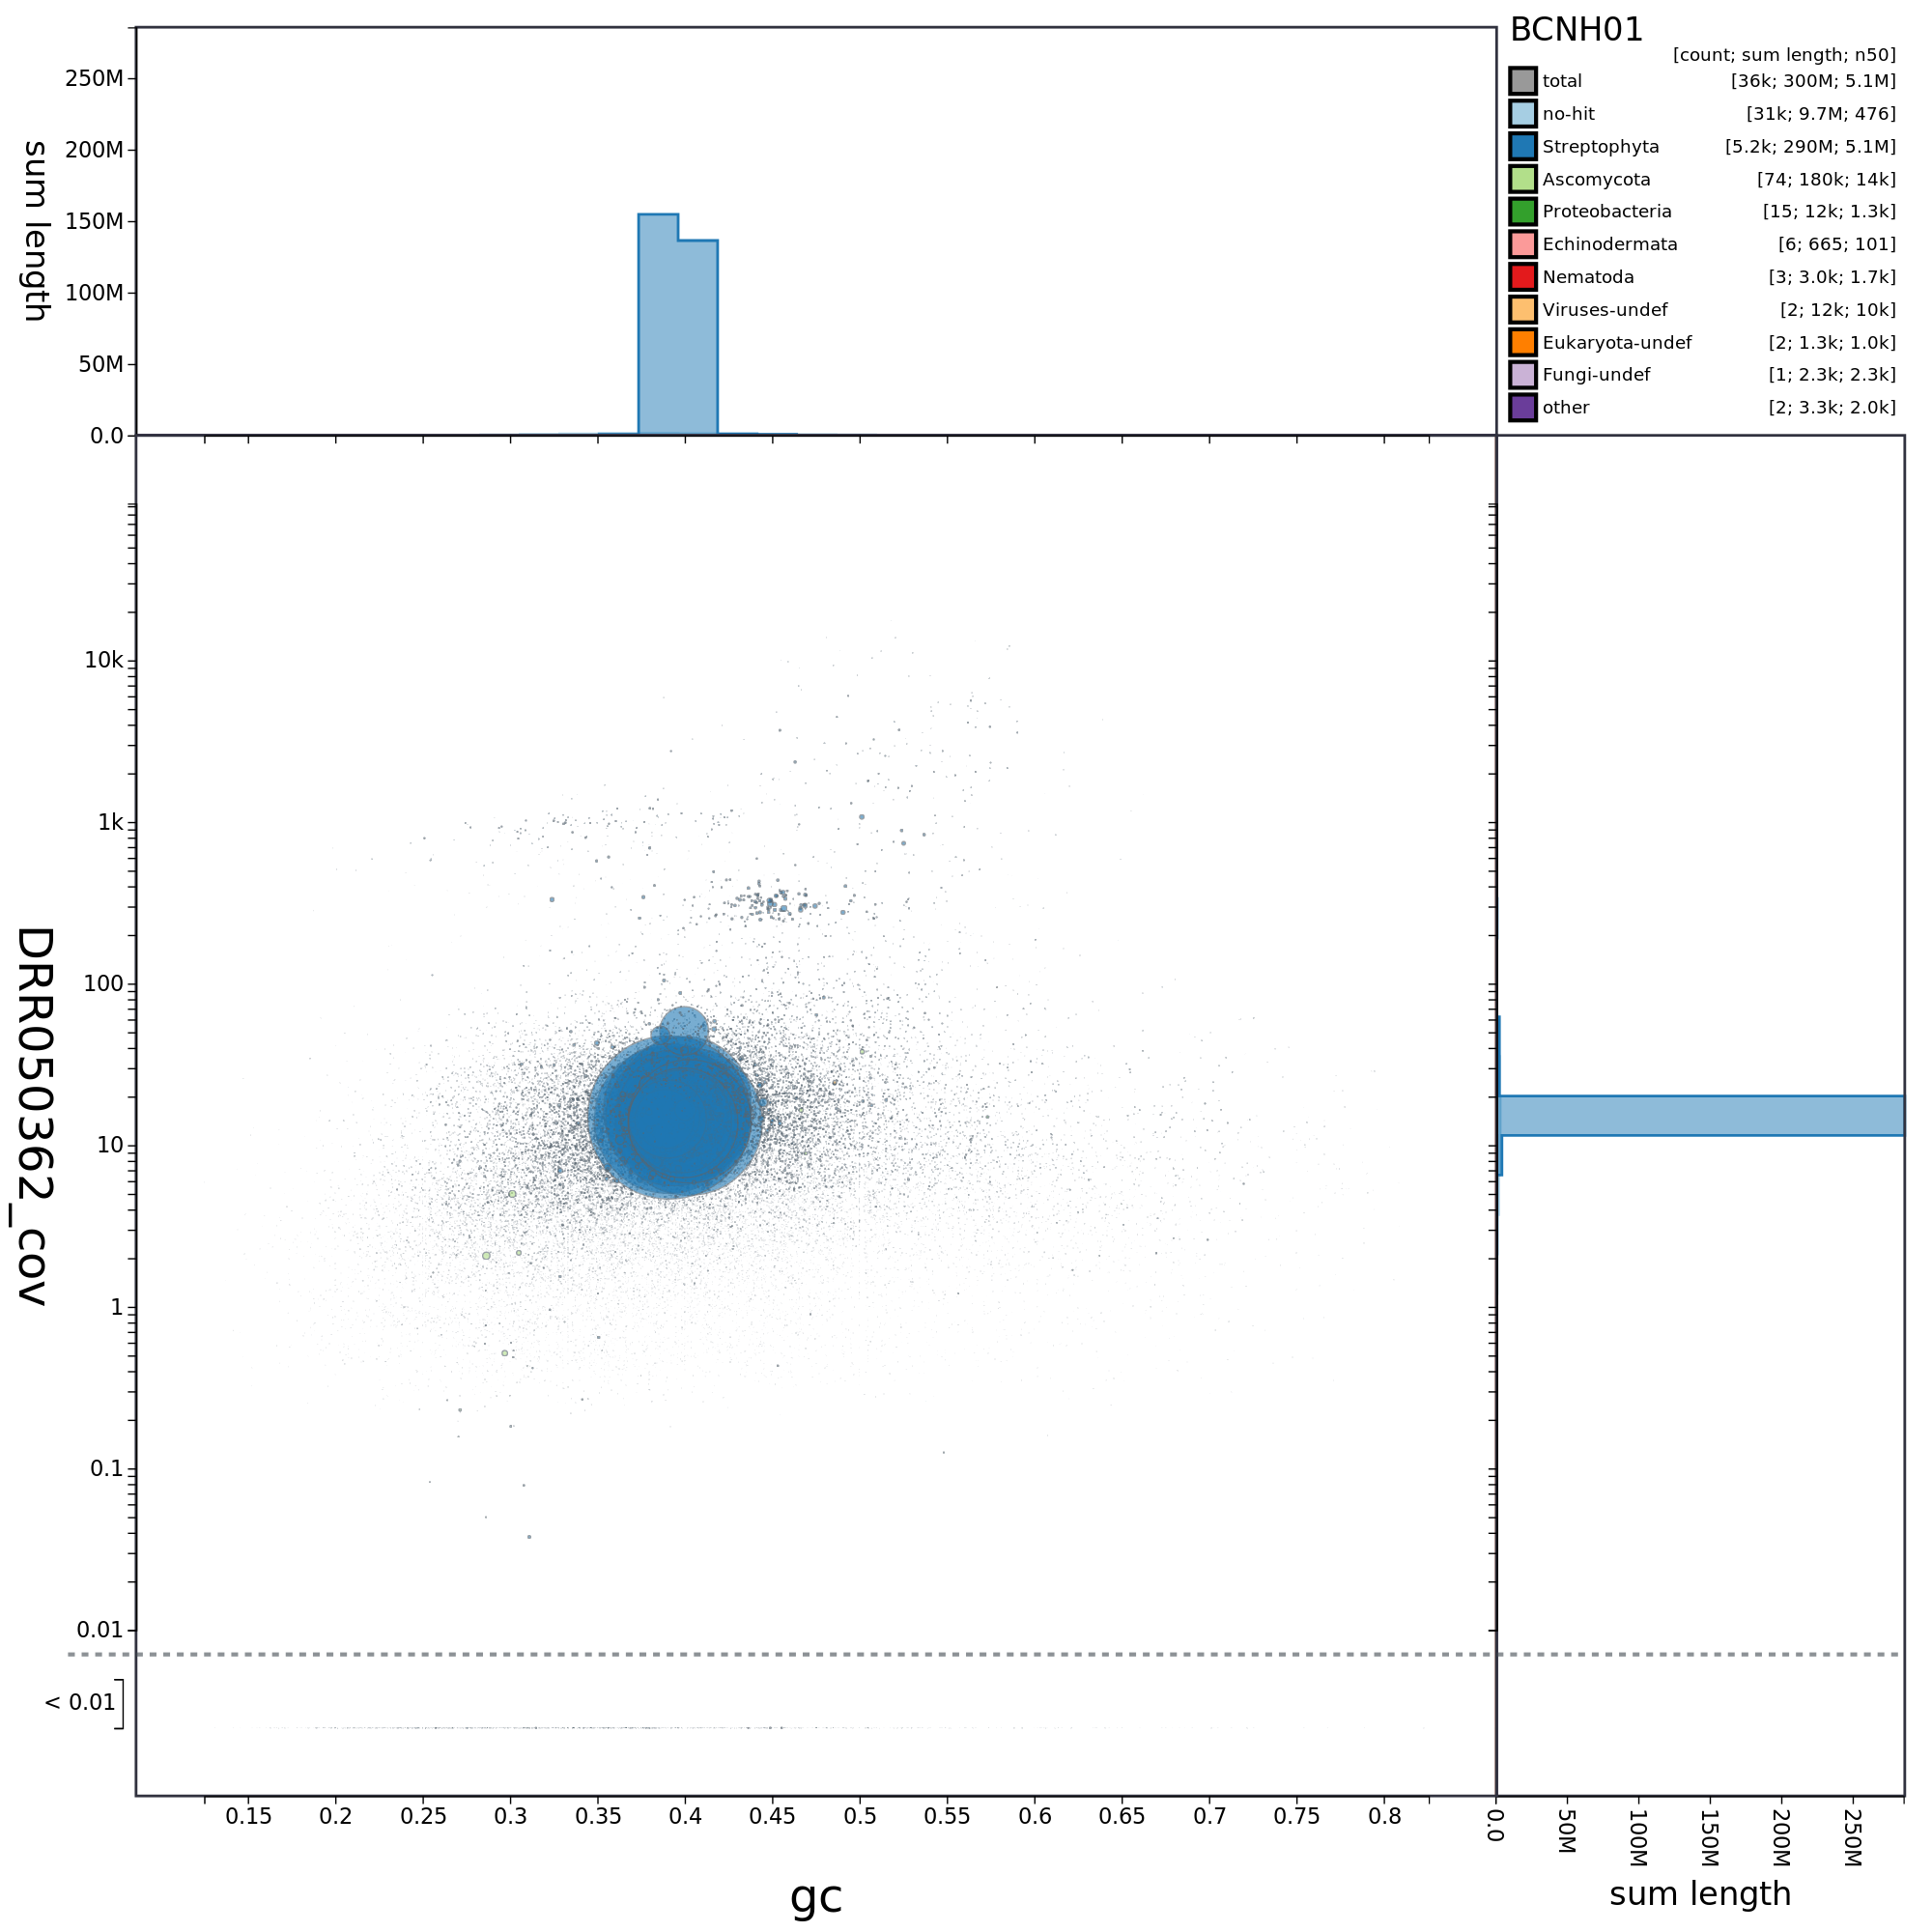 BCNH01
[count; sum length; n50]
total [36k; 300M; 5.1M]
no-hit [31k; 9.7M; 476]
Streptophyta [5.2k; 290M; 5.1M]
Ascomycota [74; 180k; 14k]
Proteobacteria [15; 12k; 1.3k]
Echinodermata [6; 665; 101]
Nematoda [3; 3.0k; 1.7k]
Viruses-undef [2; 12k; 10k]
Eukaryota-undef [2; 1.3k; 1.0k]
Fungi-undef [1; 2.3k; 2.3k]
other [2; 3.3k; 2.0k]
sum length
250M
200M
150M
100M
50M
0.0
DRR050362_cov
10k
1k
100
10
1
0.1
0.01
< 0.01
0.15 0.2 0.25 0.3 0.35 0.4 0.45 0.5 0.55 0.6 0.65 0.7 0.75 0.8
gc
0.0 50M 100M 150M 200M 250M
sum length